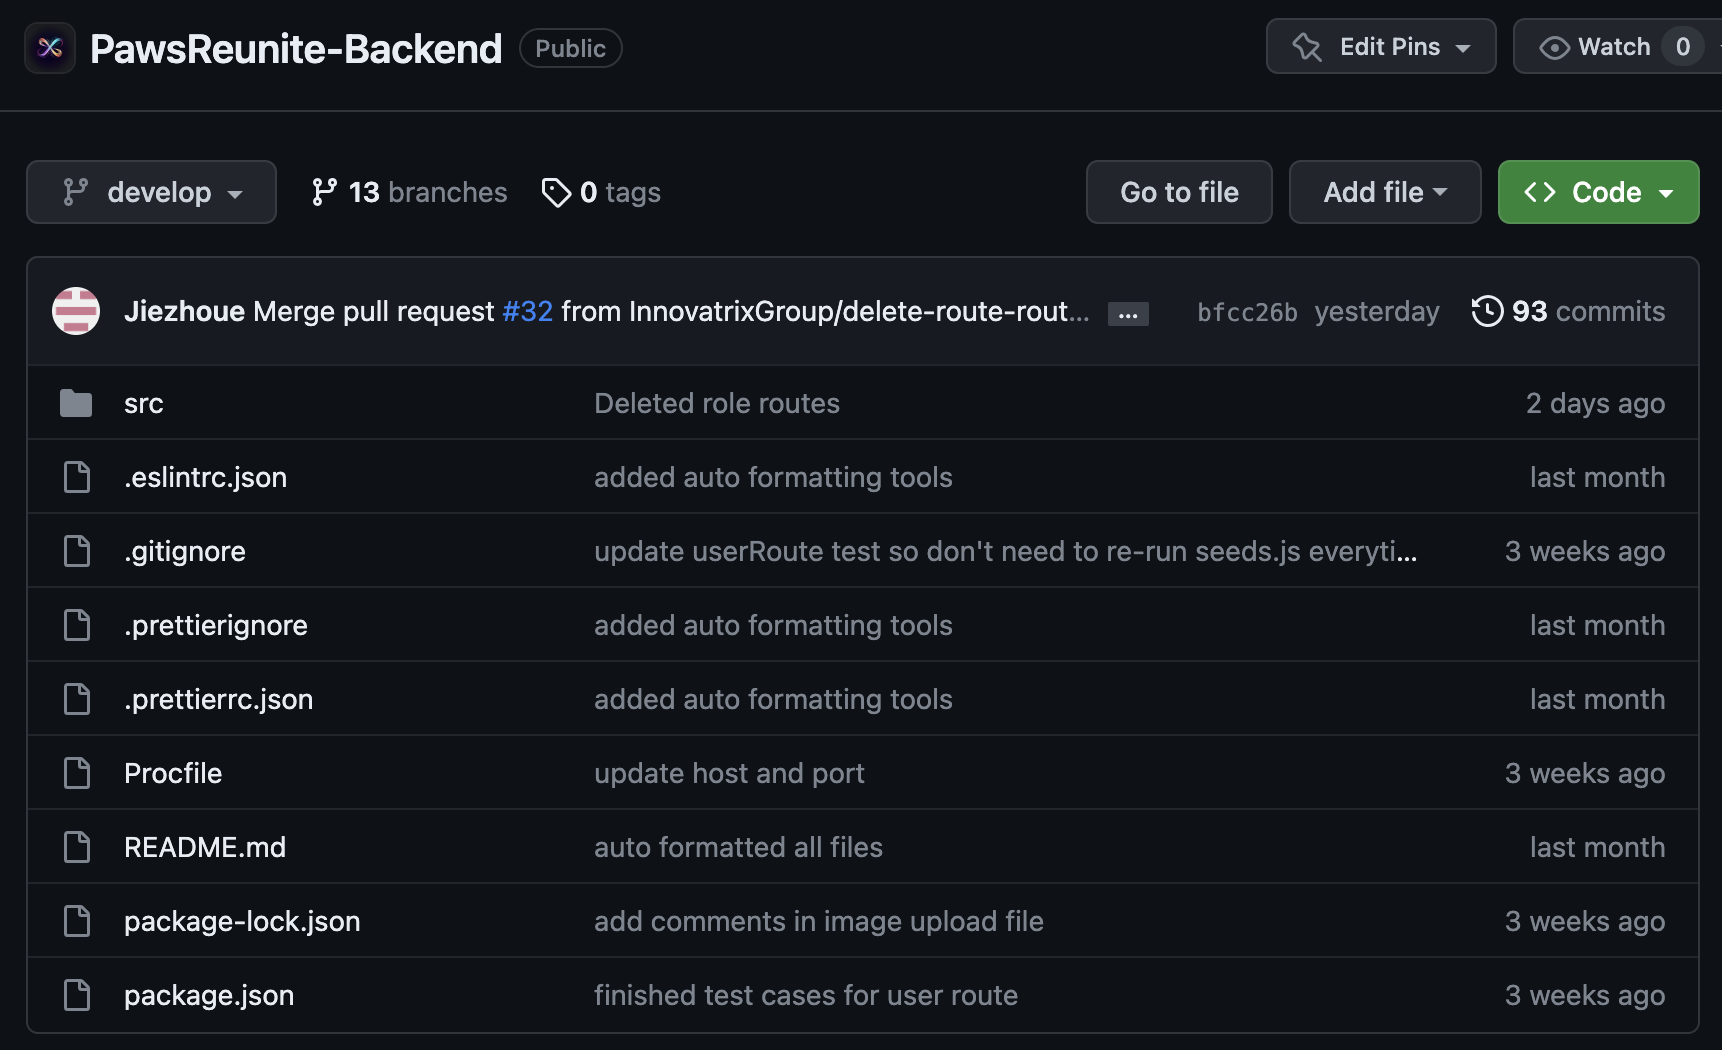 PawsReunite-Backend Public Edit Pins Watch 0
develop 13 branches 0 tags Go to file Add file Code
Jiezhoue Merge pull request #32 from InnovatrixGroup/delete-route-rout... ... bfcc26b yesterday 93 commits
src Deleted role routes 2 days ago
.eslintrc.json added auto formatting tools last month
.gitignore update userRoute test so don't need to re-run seeds.js everyti... 3 weeks ago
.prettierignore added auto formatting tools last month
.prettierrc.json added auto formatting tools last month
Procfile update host and port 3 weeks ago
README.md auto formatted all files last month
package-lock.json add comments in image upload file 3 weeks ago
package.json finished test cases for user route 3 weeks ago